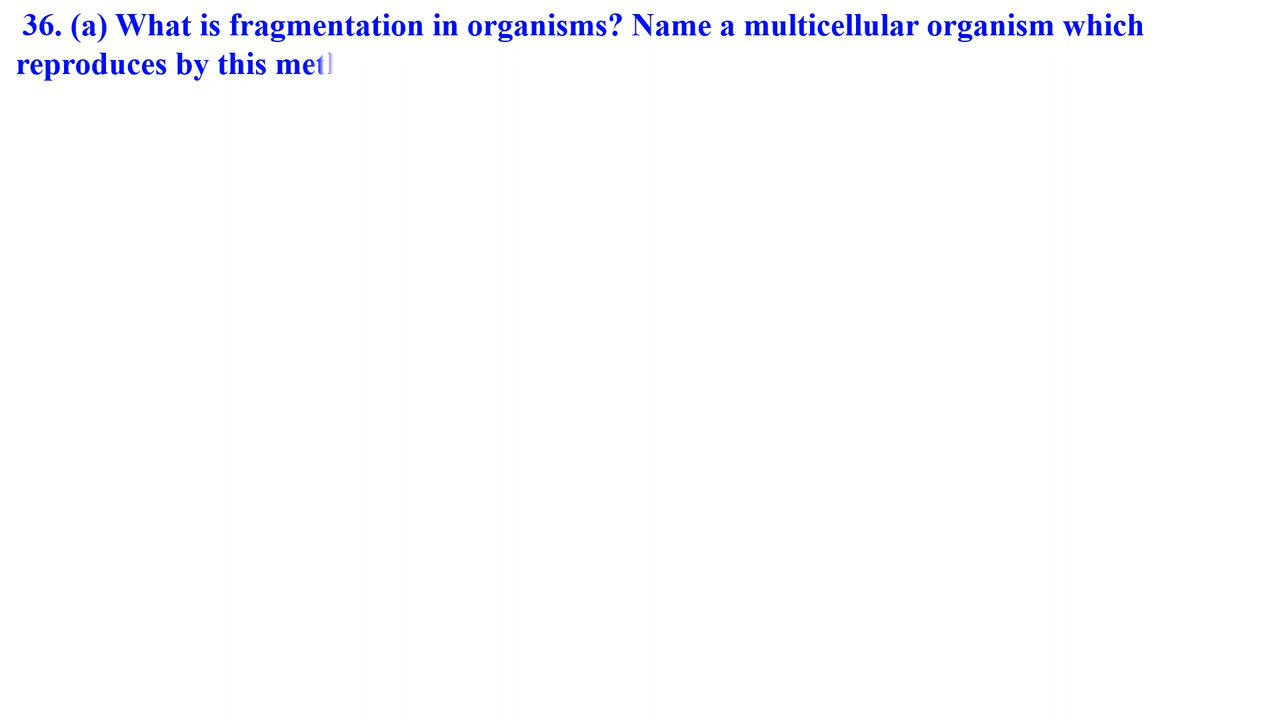 36. (a) What is fragmentation in organisms? Name a multicellular organism which
reproduces by this